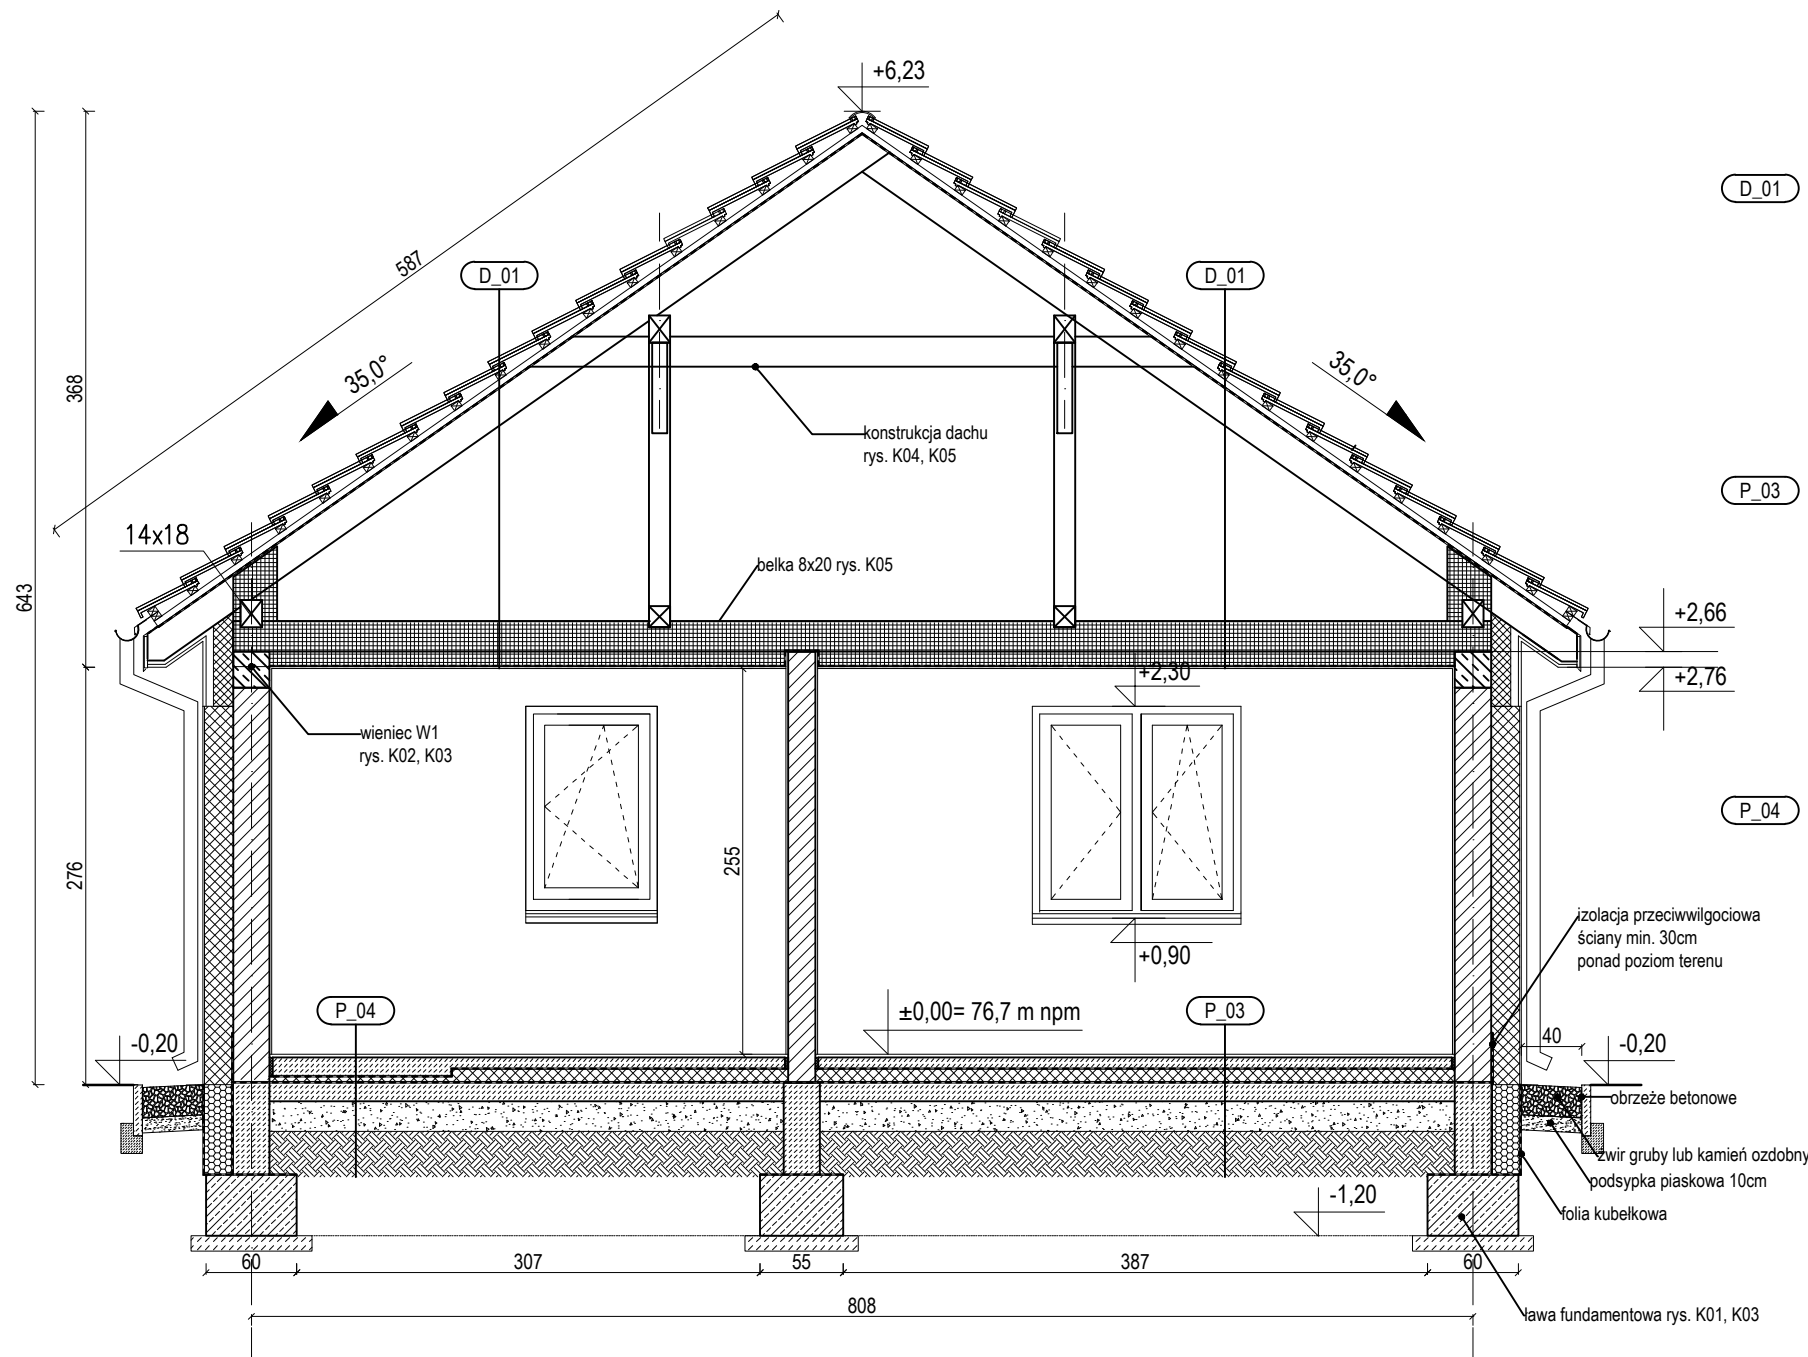 +6,23
D_01
587
D_01
D_01
368
35,0°
35,0°
konstrukcja dachu
rys. K04, K05
P_03
14x18
belka 8x20 rys. K05
643
+2,66
+2,30
+2,76
wieniec W1
rys. K02, K03
P_04
276
255
izolacja przeciwwilgociowa
ściany min. 30cm
ponad poziom terenu
+0,90
P_04
±0,00= 76,7 m npm
P_03
-0,20
40
-0,20
obrzeże betonowe
żwir gruby lub kamień ozdobny
podsypka piaskowa 10cm
-1,20
folia kubełkowa
60
307
55
387
60
808
ława fundamentowa rys. K01, K03